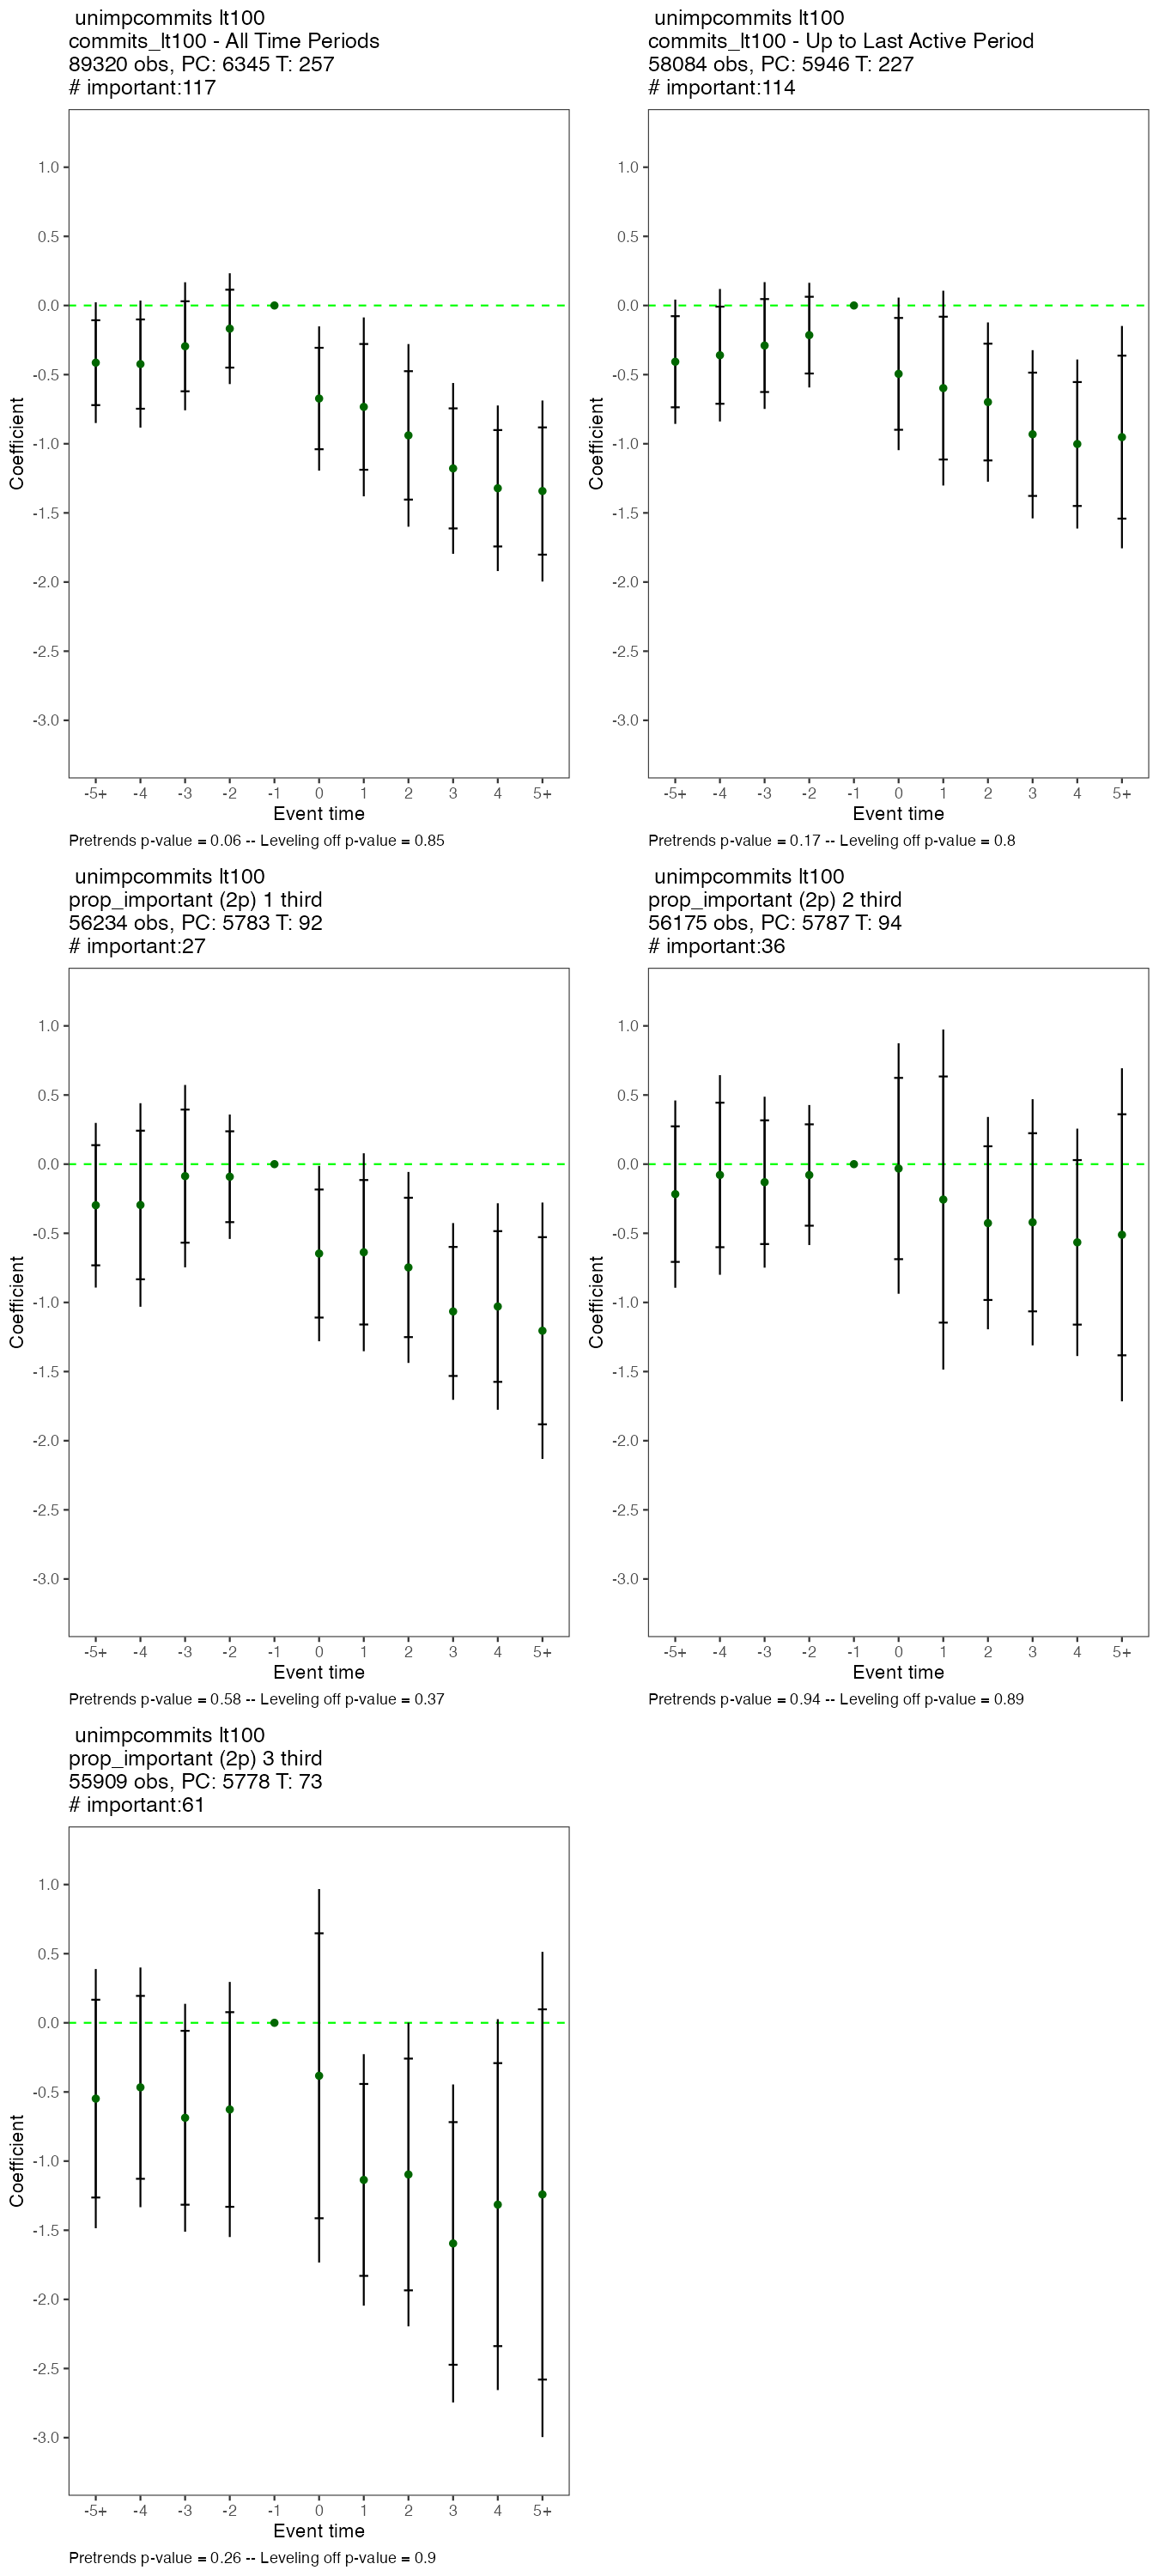 unimpcommits lt100
commits_lt100 - All Time Periods
89320 obs, PC: 6345 T: 257
# important:117
1.0
0.5
0.0
-0.5
-1.0
-1.5
-2.0
-2.5
-3.0
Coefficient
-5+ -4 -3 -2 -1 0 1 2 3 4 5+
Event time
Pretrends p-value = 0.06 -- Leveling off p-value = 0.85
unimpcommits lt100
commits_lt100 - Up to Last Active Period
58084 obs, PC: 5946 T: 227
# important:114
1.0
0.5
0.0
-0.5
-1.0
-1.5
-2.0
-2.5
-3.0
Coefficient
-5+ -4 -3 -2 -1 0 1 2 3 4 5+
Event time
Pretrends p-value = 0.17 -- Leveling off p-value = 0.8
unimpcommits lt100
prop_important (2p) 1 third
56234 obs, PC: 5783 T: 92
# important:27
1.0
0.5
0.0
-0.5
-1.0
-1.5
-2.0
-2.5
-3.0
Coefficient
-5+ -4 -3 -2 -1 0 1 2 3 4 5+
Event time
Pretrends p-value = 0.58 -- Leveling off p-value = 0.37
unimpcommits lt100
prop_important (2p) 2 third
56175 obs, PC: 5787 T: 94
# important:36
1.0
0.5
0.0
-0.5
-1.0
-1.5
-2.0
-2.5
-3.0
Coefficient
-5+ -4 -3 -2 -1 0 1 2 3 4 5+
Event time
Pretrends p-value = 0.94 -- Leveling off p-value = 0.89
unimpcommits lt100
prop_important (2p) 3 third
55909 obs, PC: 5778 T: 73
# important:61
1.0
0.5
0.0
-0.5
-1.0
-1.5
-2.0
-2.5
-3.0
Coefficient
-5+ -4 -3 -2 -1 0 1 2 3 4 5+
Event time
Pretrends p-value = 0.26 -- Leveling off p-value = 0.9